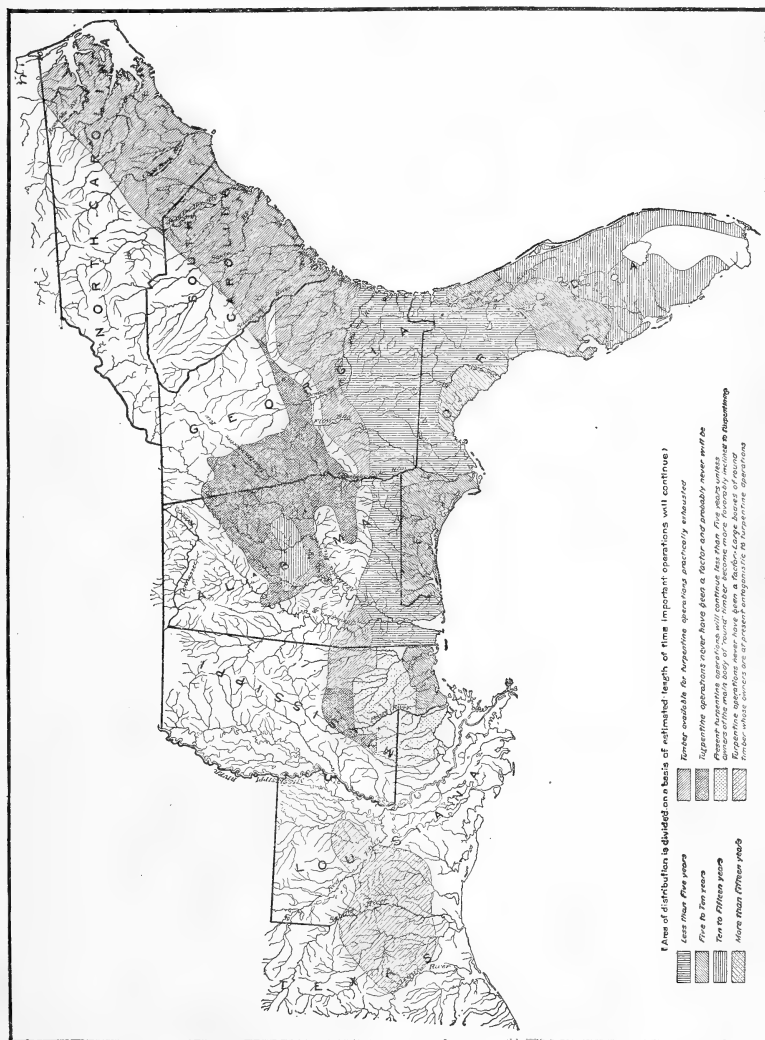 NORTH CAROLINA
SOUTH
CAROLINA
GEORGIA
FLORIDA
ALABAMA
MISSISSIPPI
LOUISIANA
TEXAS
River
(Area of distribution is divided on a basis of estimated length of time important operations will continue)
Less than Five years
Five to Ten years
Ten to Fifteen years
More than Fifteen years
Timber available for turpentine operations practically exhausted
Turpentine operations never have been a factor and probably never will be
Present turpentine operations will continue less than Five years unless
owners of the main body of "round" timber become more favorably inclined to turpentining
Turpentine operations never have been a factor. Large bodies of round
timber whose owners are at present antagonistic to turpentine operations